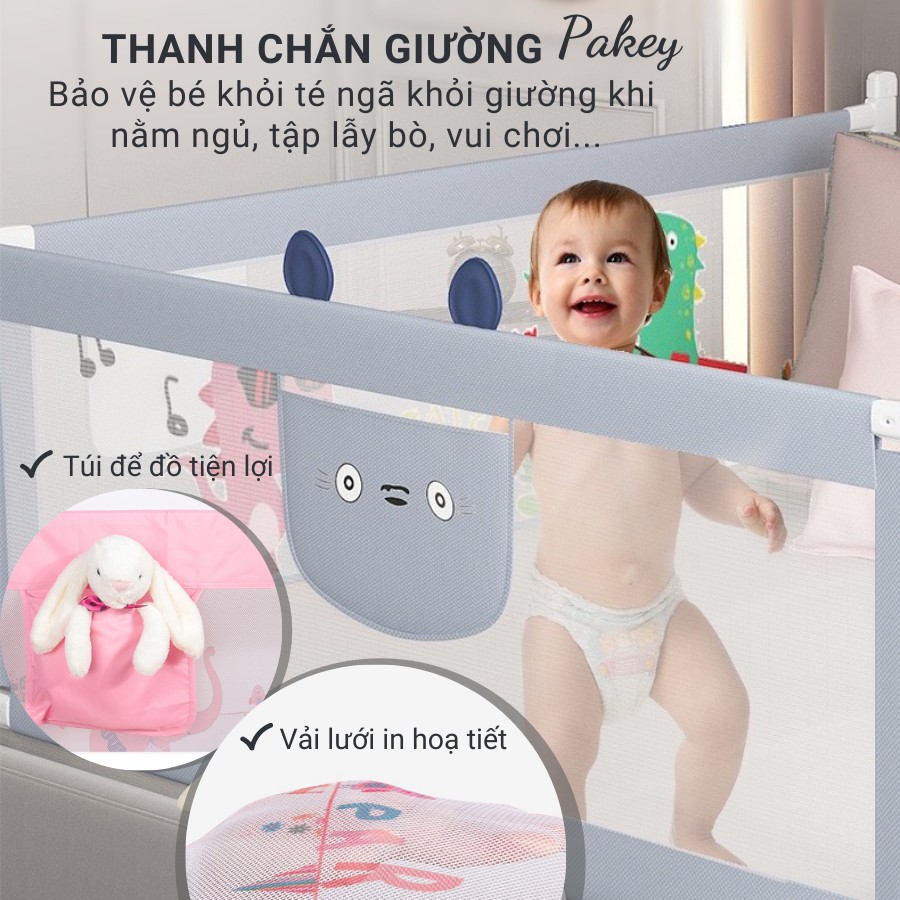 THANH CHẮN GIƯỜNG Pakey
Bảo vệ bé khỏi té ngã khỏi giường khi
nằm ngủ, tập lẫy bò, vui chơi...
Túi để đồ tiện lợi
Vải lưới in hoạ tiết